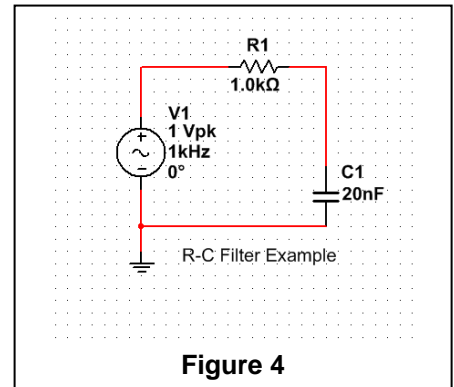 R1
1.0kΩ
V1
1 Vpk
1kHz
0°
C1
20nF
R-C Filter Example
Figure 4